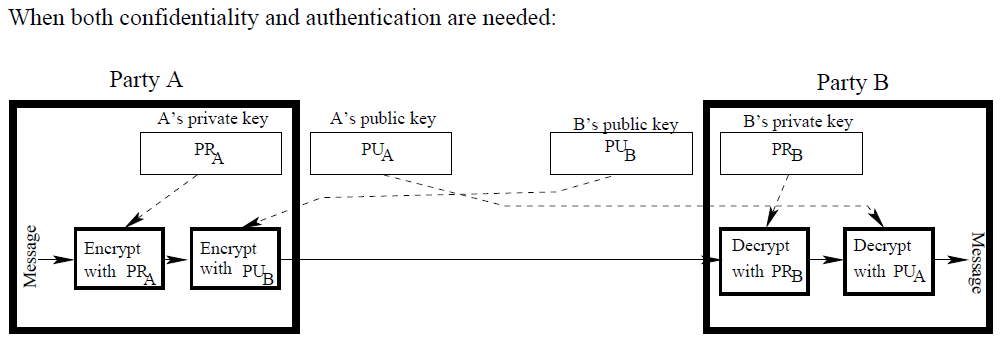 When both confidentiality and authentication are needed:
Party A
Party B
A's private key
A's public key
B's public key
B's private key
PRA
PUA
PUB
PRB
Message
Encrypt
with PRA
Encrypt
with PUB
Decrypt
with PRB
Decrypt
with PUA
Message